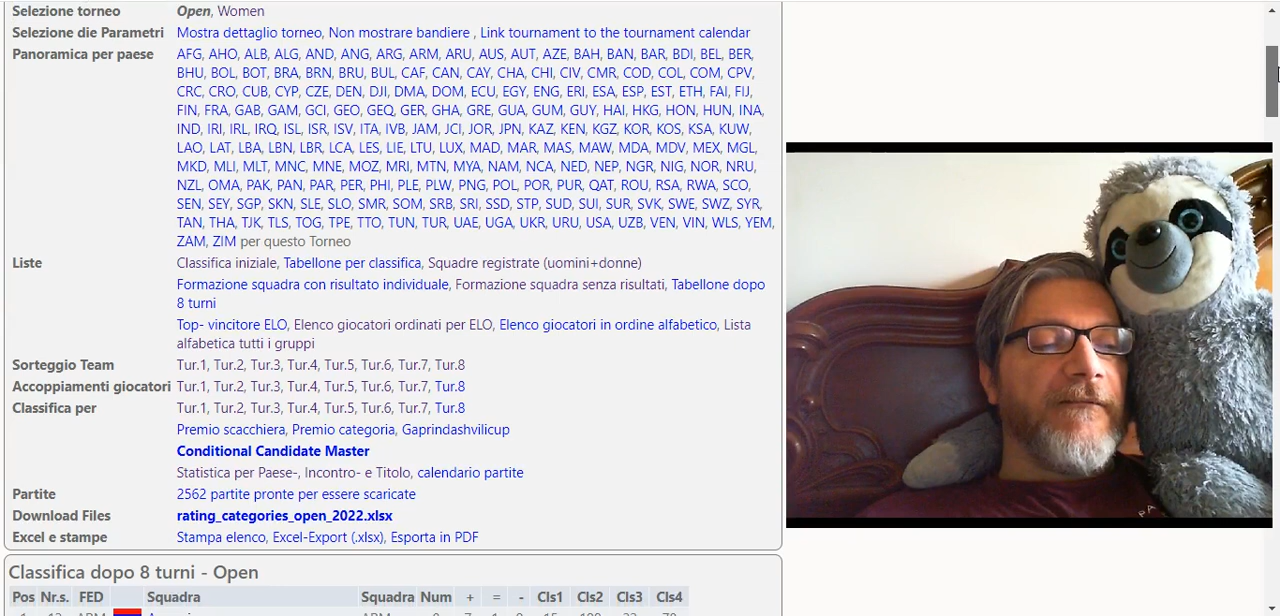 Selezione torneo Open, Women
Selezione die Parametri Mostra dettaglio torneo, Non mostrare bandiere , Link tournament to the tournament calendar
Panoramica per paese AFG, AHO, ALB, ALG, AND, ANG, ARG, ARM, ARU, AUS, AUT, AZE, BAH, BAN, BAR, BDI, BEL, BER,
BHU, BOL, BOT, BRA, BRN, BRU, BUL, CAF, CAN, CAY, CHA, CHI, CIV, CMR, COD, COL, COM, CPV,
CRC, CRO, CUB, CYP, CZE, DEN, DJI, DMA, DOM, ECU, EGY, ENG, ERI, ESA, ESP, EST, ETH, FAI, FIJ,
FIN, FRA, GAB, GAM, GCI, GEO, GEQ, GER, GHA, GRE, GUA, GUM, GUY, HAI, HKG, HON, HUN, INA,
IND, IRI, IRL, IRQ, ISL, ISR, ISV, ITA, IVB, JAM, JCI, JOR, JPN, KAZ, KEN, KGZ, KOR, KOS, KSA, KUW,
LAO, LAT, LBA, LBN, LBR, LCA, LES, LIE, LTU, LUX, MAD, MAR, MAS, MAW, MDA, MDV, MEX, MGL,
MKD, MLI, MLT, MNC, MNE, MOZ, MRI, MTN, MYA, NAM, NCA, NED, NEP, NGR, NIG, NOR, NRU,
NZL, OMA, PAK, PAN, PAR, PER, PHI, PLE, PLW, PNG, POL, POR, PUR, QAT, ROU, RSA, RWA, SCO,
SEN, SEY, SGP, SKN, SLE, SLO, SMR, SOM, SRB, SRI, SSD, STP, SUD, SUI, SUR, SVK, SWE, SWZ, SYR,
TAN, THA, TJK, TLS, TOG, TPE, TTO, TUN, TUR, UAE, UGA, UKR, URU, USA, UZB, VEN, VIN, WLS, YEM,
ZAM, ZIM per questo Torneo
Liste Classifica iniziale, Tabellone per classifica, Squadre registrate (uomini+donne)
Formazione squadra con risultato individuale, Formazione squadra senza risultati, Tabellone dopo
8 turni
Top- vincitore ELO, Elenco giocatori ordinati per ELO, Elenco giocatori in ordine alfabetico, Lista
alfabetica tutti i gruppi
Sorteggio Team Tur.1, Tur.2, Tur.3, Tur.4, Tur.5, Tur.6, Tur.7, Tur.8
Accoppiamenti giocatori Tur.1, Tur.2, Tur.3, Tur.4, Tur.5, Tur.6, Tur.7, Tur.8
Classifica per Tur.1, Tur.2, Tur.3, Tur.4, Tur.5, Tur.6, Tur.7, Tur.8
Premio scacchiera, Premio categoria, Gaprindashvilicup
Conditional Candidate Master
Statistica per Paese-, Incontro- e Titolo, calendario partite
Partite 2562 partite pronte per essere scaricate
Download Files rating_categories_open_2022.xlsx
Excel e stampe Stampa elenco, Excel-Export (.xlsx), Esporta in PDF
Classifica dopo 8 turni - Open
Pos Nr.s. FED Squadra Squadra Num + = - Cls1 Cls2 Cls3 Cls4